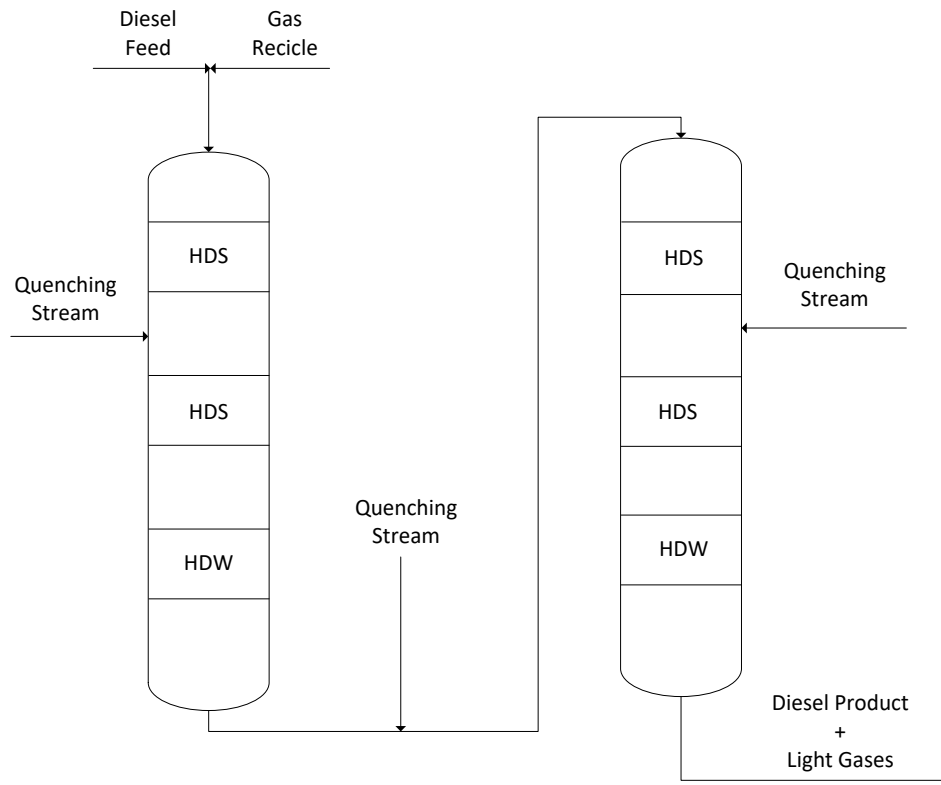 Diesel
Feed
Gas
Recicle
HDS
Quenching
Stream
HDS
HDW
Quenching
Stream
HDS
Quenching
Stream
HDS
HDW
Diesel Product
+
Light Gases